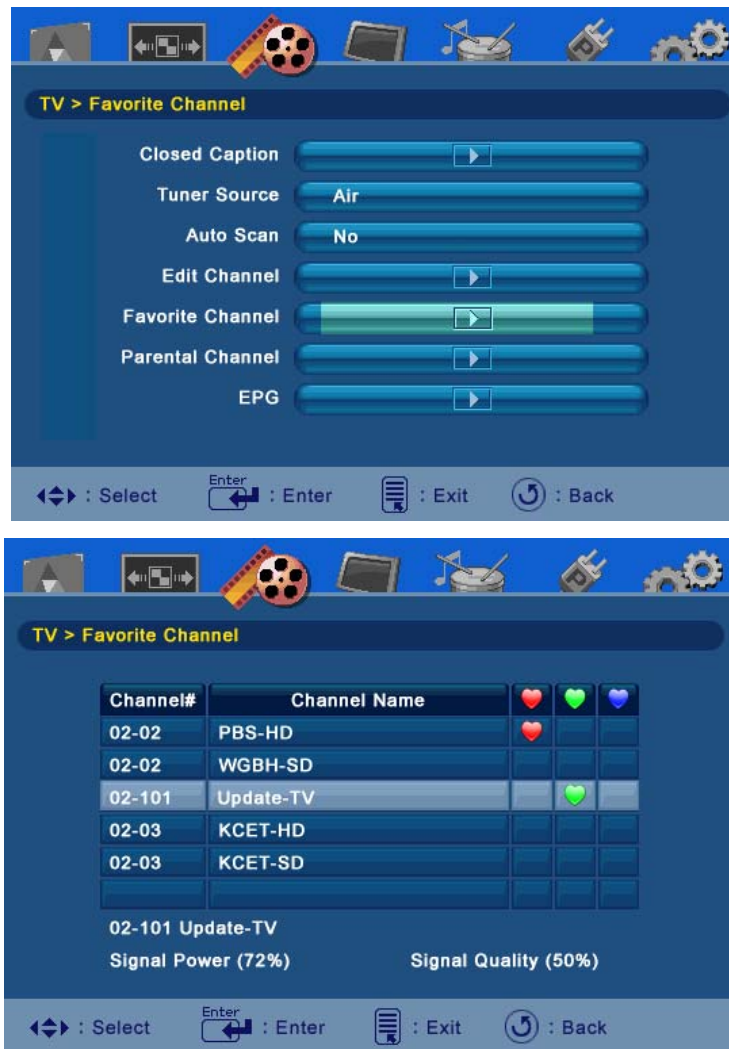 TV > Favorite Channel
Closed Caption
Tuner Source Air
Auto Scan No
Edit Channel
Favorite Channel
Parental Channel
EPG
: Select Enter : Enter : Exit : Back
TV > Favorite Channel
Channel# Channel Name
02-02 PBS-HD
02-02 WGBH-SD
02-101 Update-TV
02-03 KCET-HD
02-03 KCET-SD
02-101 Update-TV
Signal Power (72%) Signal Quality (50%)
: Select Enter : Enter : Exit : Back